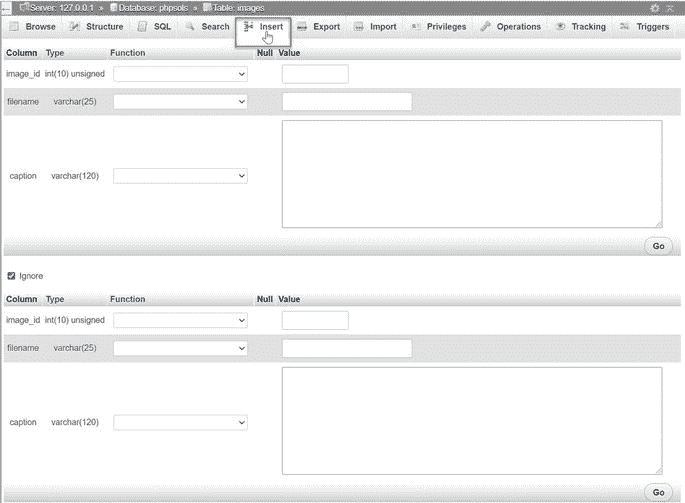 Server: 127.0.0.1 » Database: phpsols » Table: images
Browse Structure SQL Search Insert Export Import Privileges Operations Tracking Triggers
Column Type Function Null Value
image_id int(10) unsigned
filename varchar(25)
caption varchar(120)
Go
Ignore
Column Type Function Null Value
image_id int(10) unsigned
filename varchar(25)
caption varchar(120)
Go